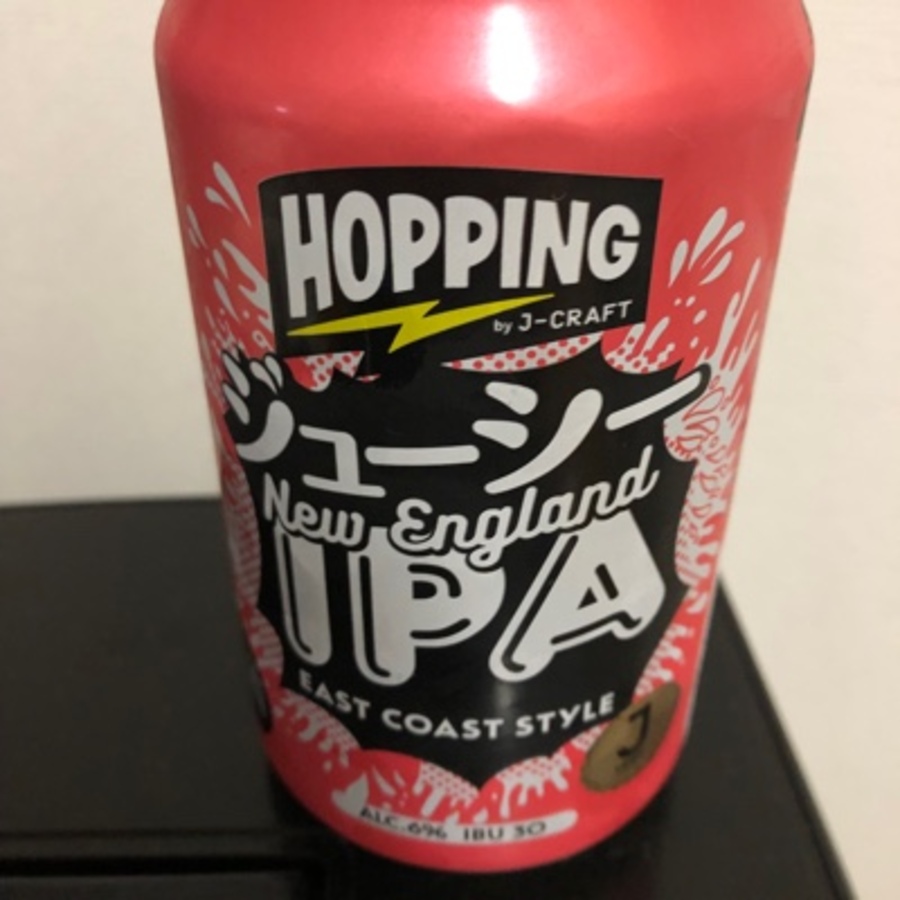 HOPPING
by J-CRAFT
ジューシー
New England
IPA
EAST COAST STYLE
J
ALC.6% IBU 30